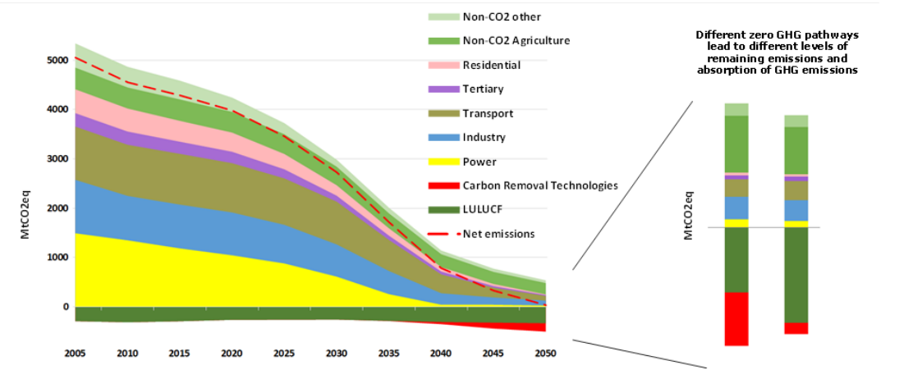 Non-CO2 other
Non-CO2 Agriculture
Residential
Tertiary
Transport
Industry
Power
Carbon Removal Technologies
LULUCF
Net emissions
MtCO2eq
5000
4000
3000
2000
1000
0
2005 2010 2015 2020 2025 2030 2035 2040 2045 2050
Different zero GHG pathways
lead to different levels of
remaining emissions and
absorption of GHG emissions
MtCO2eq